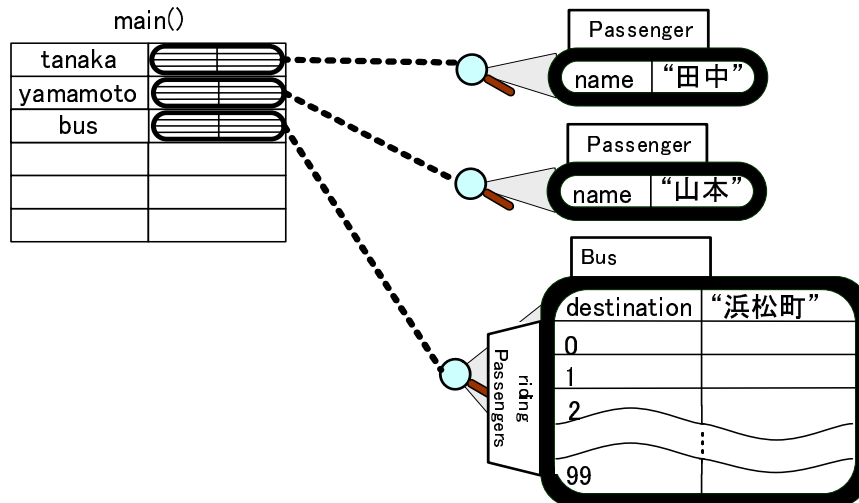 main()
tanaka
yamamoto
bus
Passenger
name “田中”
Passenger
name “山本”
Bus
destination “浜松町”
0
1
2
99
riding
Passengers